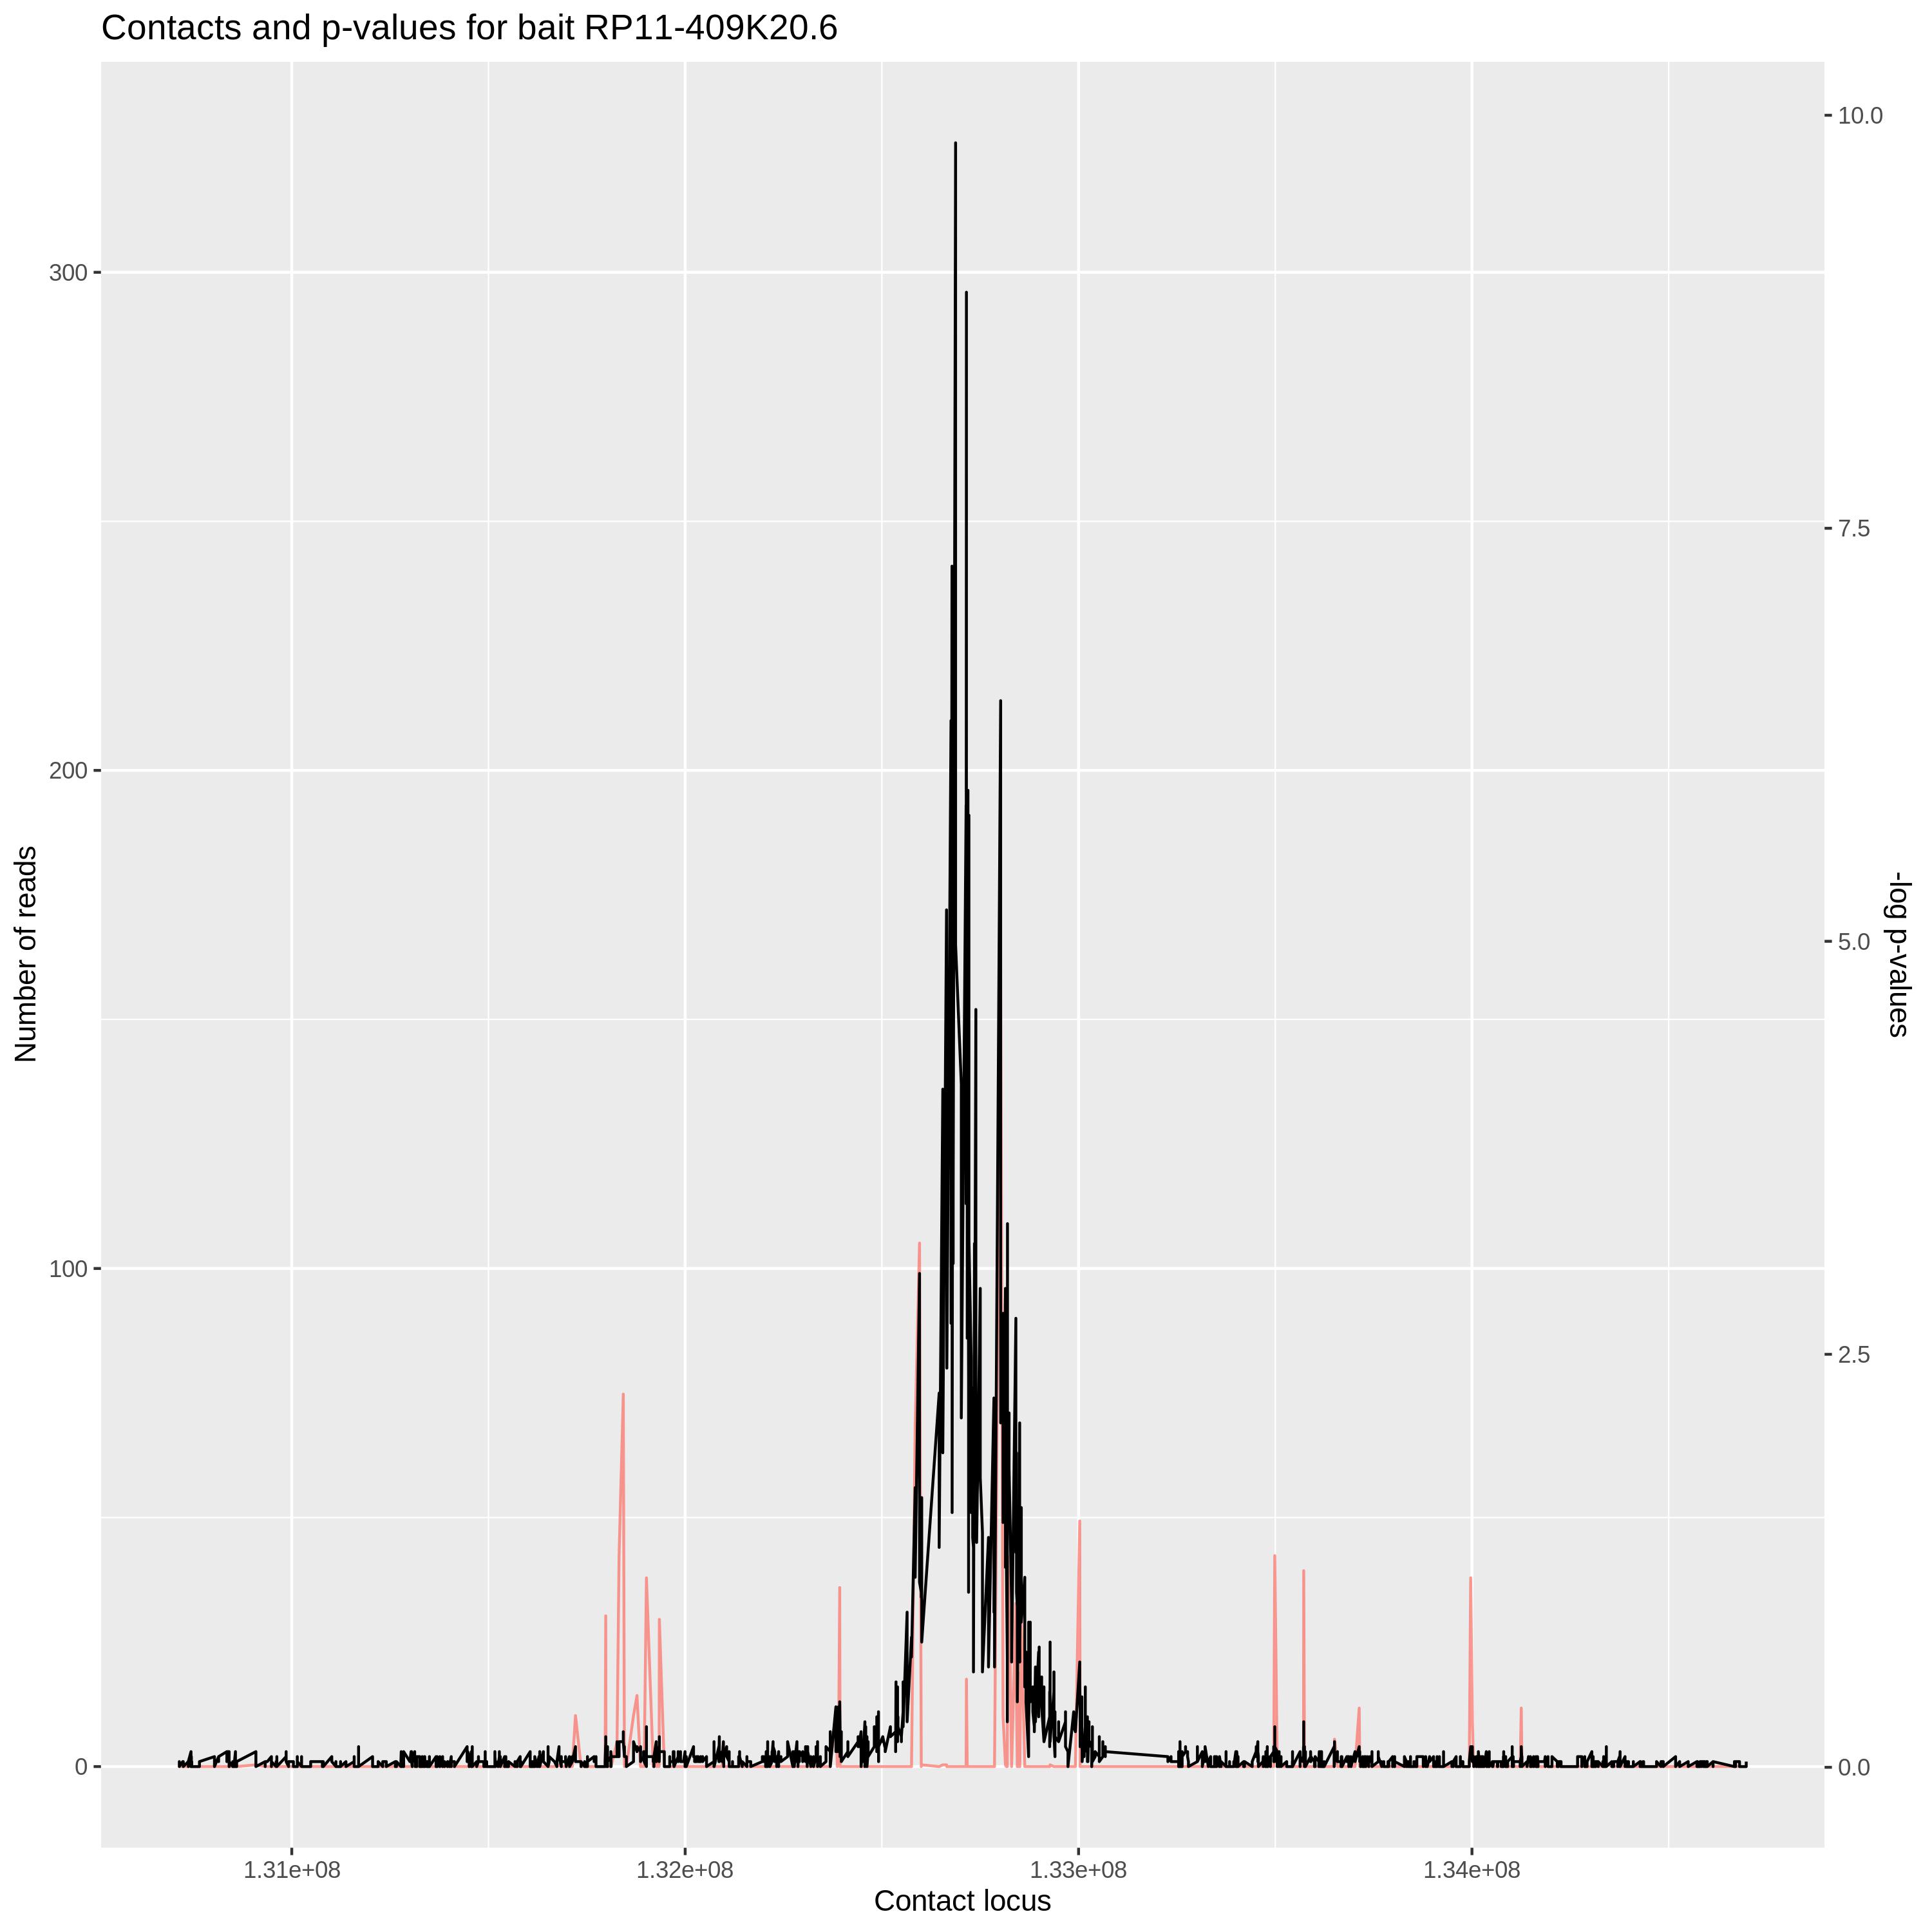 Contacts and p-values for bait RP11-409K20.6
Number of reads
300
200
100
0
10.0
7.5
5.0
2.5
0.0
-log p-values
1.31e+08 1.32e+08 1.33e+08 1.34e+08
Contact locus